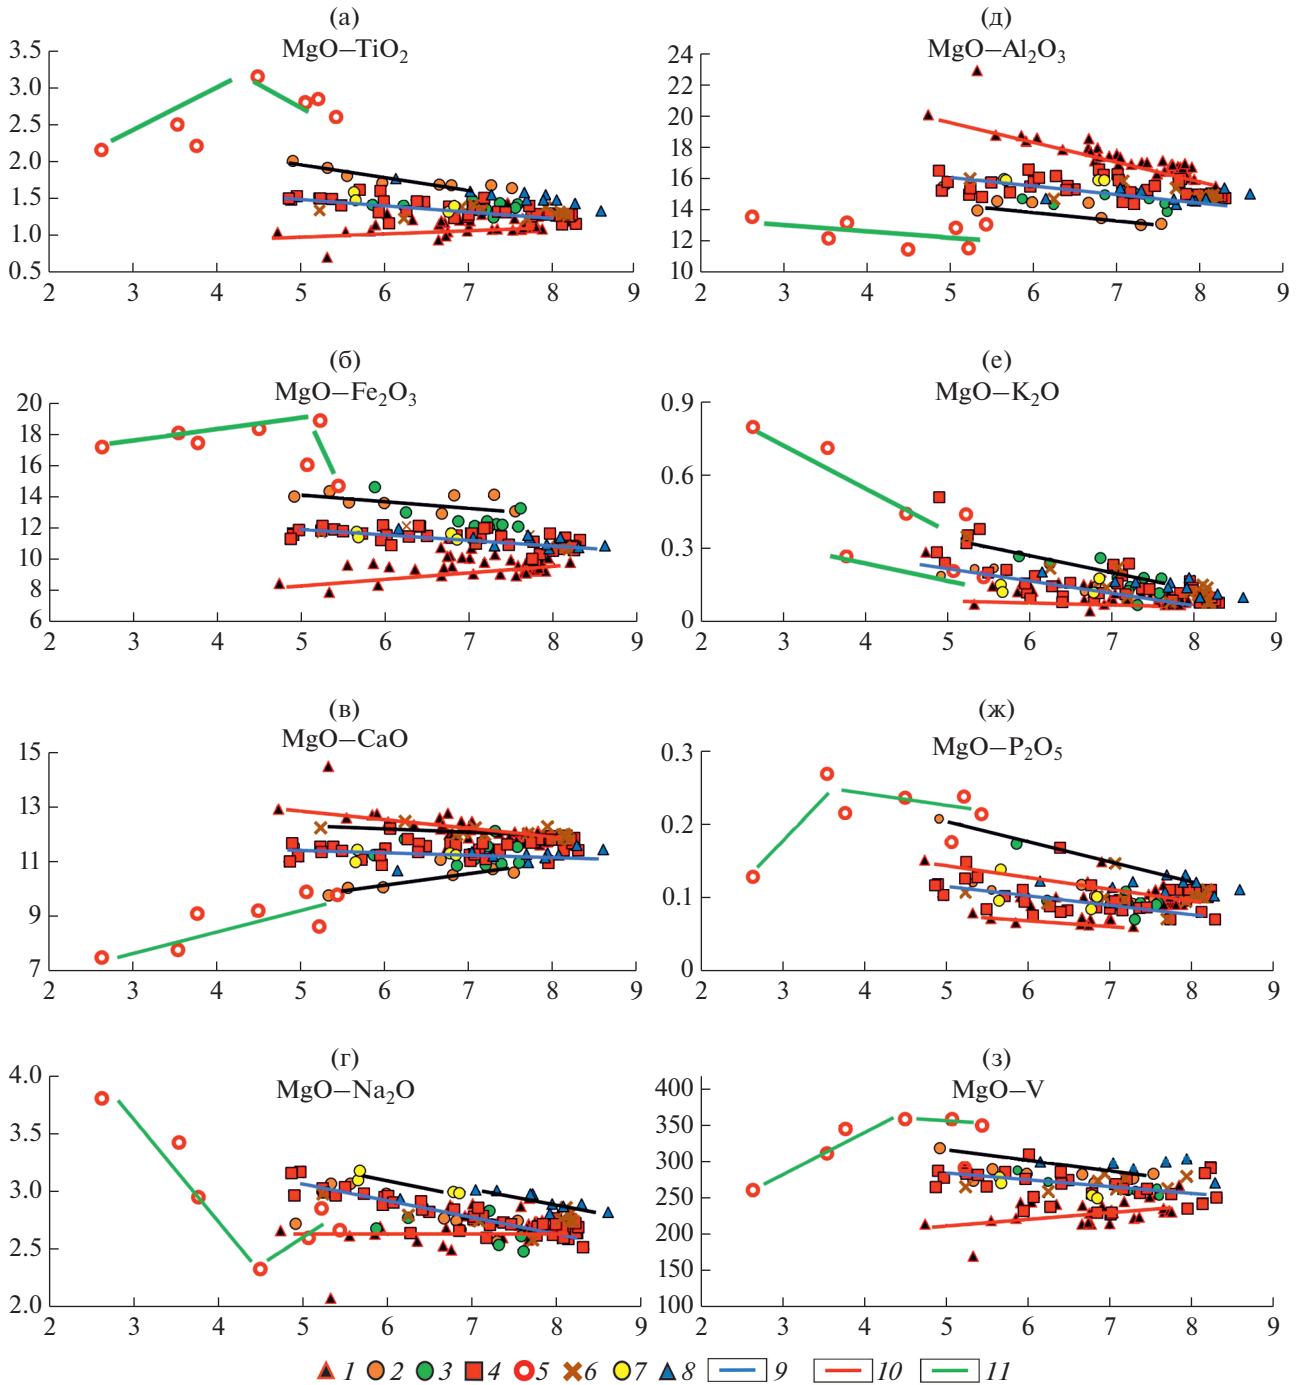 (а)
MgO–TiO₂
3.5
3.0
2.5
2.0
1.5
1.0
0.5
2 3 4 5 6 7 8 9
(д)
MgO–Al₂O₃
24
22
20
18
16
14
12
10
2 3 4 5 6 7 8 9
(б)
MgO–Fe₂O₃
20
18
16
14
12
10
8
6
2 3 4 5 6 7 8 9
(е)
MgO–K₂O
0.9
0.6
0.3
0
2 3 4 5 6 7 8 9
(в)
MgO–CaO
15
13
11
9
7
2 3 4 5 6 7 8 9
(ж)
MgO–P₂O₅
0.3
0.2
0.1
0
2 3 4 5 6 7 8 9
(г)
MgO–Na₂O
4.0
3.5
3.0
2.5
2.0
2 3 4 5 6 7 8 9
(з)
MgO–V
400
350
300
250
200
150
100
2 3 4 5 6 7 8 9
1 2 3 4 5 6 7 8 9 10 11